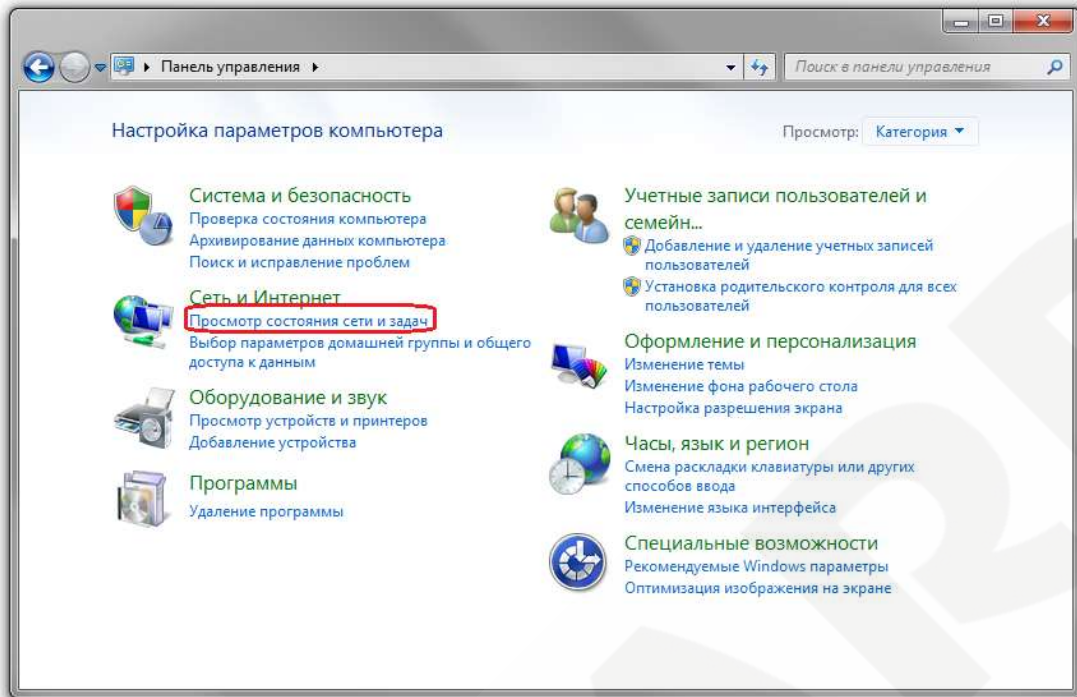 Панель управления
Поиск в панели управления
Настройка параметров компьютера
Просмотр: Категория
Система и безопасность
Проверка состояния компьютера
Архивирование данных компьютера
Поиск и исправление проблем
Сеть и Интернет
Просмотр состояния сети и задач
Выбор параметров домашней группы и общего
доступа к данным
Оборудование и звук
Просмотр устройств и принтеров
Добавление устройства
Программы
Удаление программы
Учетные записи пользователей и
семейн...
Добавление и удаление учетных записей
пользователей
Установка родительского контроля для всех
пользователей
Оформление и персонализация
Изменение темы
Изменение фона рабочего стола
Настройка разрешения экрана
Часы, язык и регион
Смена раскладки клавиатуры или других
способов ввода
Изменение языка интерфейса
Специальные возможности
Рекомендуемые Windows параметры
Оптимизация изображения на экране